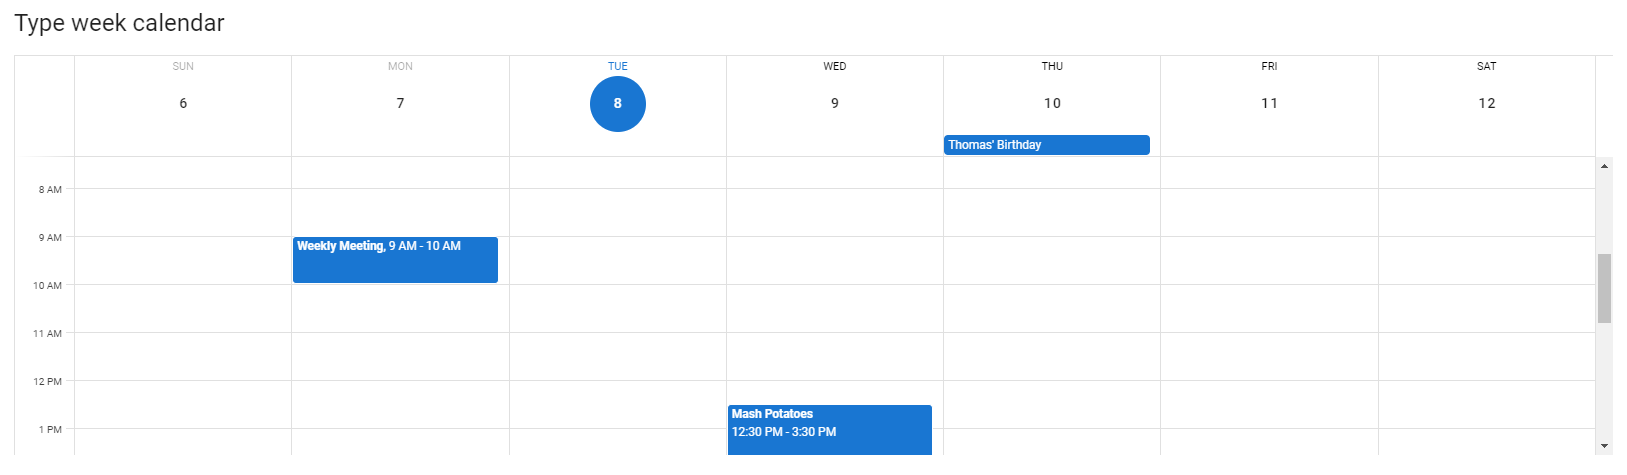 Type week calendar
SUN MON TUE WED THU FRI SAT
6 7 8 9 10 11 12
Thomas' Birthday
8 AM
9 AM
Weekly Meeting, 9 AM - 10 AM
10 AM
11 AM
12 PM
Mash Potatoes
12:30 PM - 3:30 PM
1 PM